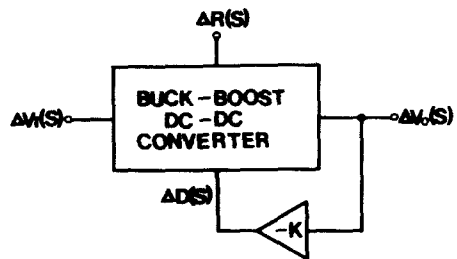 ΔR(S)
BUCK-BOOST
DC-DC
CONVERTER
ΔVI(S)
ΔVo(S)
ΔD(S)
-K